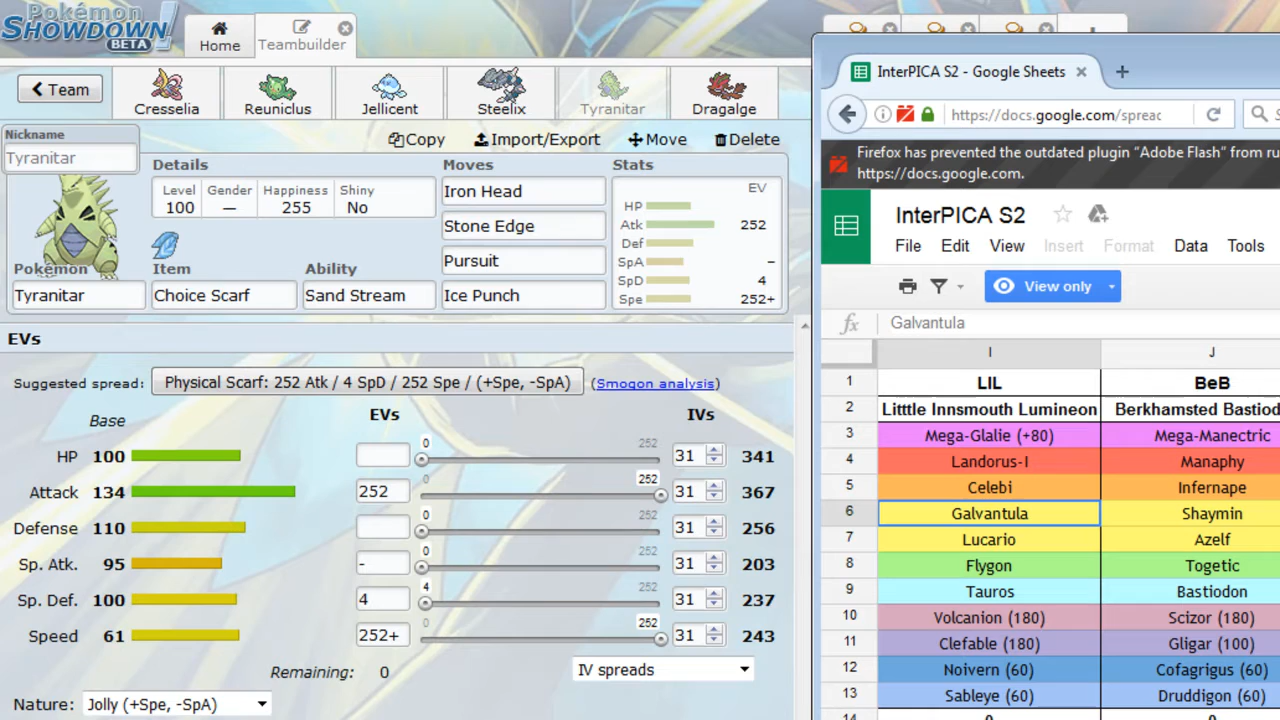 Pokémon
SHOWDOWN!
BETA
Home
Teambuilder
Team
Cresselia
Reuniclus
Jellicent
Steelix
Tyranitar
Dragalge
Copy
Import/Export
Move
Delete
Nickname
Tyranitar
Details
Level Gender Happiness Shiny
100 — 255 No
Pokémon Item Ability
Tyranitar Choice Scarf Sand Stream
Moves
Iron Head
Stone Edge
Pursuit
Ice Punch
Stats
EV
HP
Atk 252
Def
SpA –
SpD 4
Spe 252+
EVs
Suggested spread: Physical Scarf: 252 Atk / 4 SpD / 252 Spe / (+Spe, -SpA) (Smogon analysis)
Base EVs IVs
HP 100 0 252 31 341
Attack 134 252 0 252 31 367
Defense 110 0 252 31 256
Sp. Atk. 95 - 0 252 31 203
Sp. Def. 100 4 4 252 31 237
Speed 61 252+ 0 252 31 243
Remaining: 0 IV spreads
Nature: Jolly (+Spe, -SpA)
InterPICA S2 - Google Sheets
https://docs.google.com/spreac
S
Firefox has prevented the outdated plugin “Adobe Flash” from ru
https://docs.google.com.
InterPICA S2
File Edit View Insert Format Data Tools
View only
fx Galvantula
I J
1 LIL BeB
2 Litttle Innsmouth Lumineon Berkhamsted Bastiod
3 Mega-Glalie (+80) Mega-Manectric
4 Landorus-I Manaphy
5 Celebi Infernape
6 Galvantula Shaymin
7 Lucario Azelf
8 Flygon Togetic
9 Tauros Bastiodon
10 Volcanion (180) Scizor (180)
11 Clefable (180) Gligar (100)
12 Noivern (60) Cofagrigus (60)
13 Sableye (60) Druddigon (60)
14 0 0